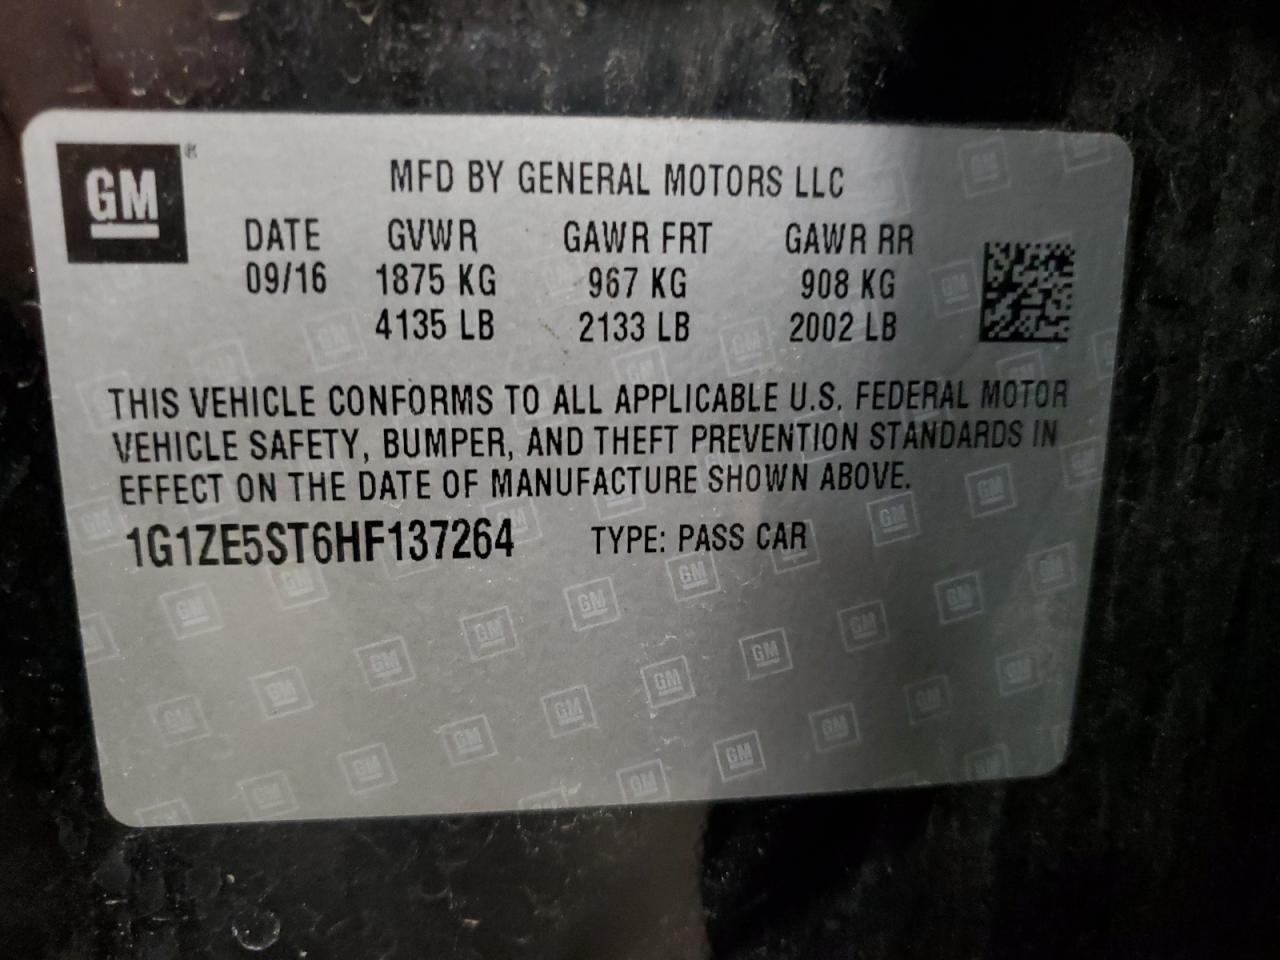 GM
MFD BY GENERAL MOTORS LLC
DATE GVWR GAWR FRT GAWR RR
09/16 1875 KG 967 KG 908 KG
4135 LB 2133 LB 2002 LB
THIS VEHICLE CONFORMS TO ALL APPLICABLE U.S. FEDERAL MOTOR
VEHICLE SAFETY, BUMPER, AND THEFT PREVENTION STANDARDS IN
EFFECT ON THE DATE OF MANUFACTURE SHOWN ABOVE.
1G1ZE5ST6HF137264 TYPE: PASS CAR